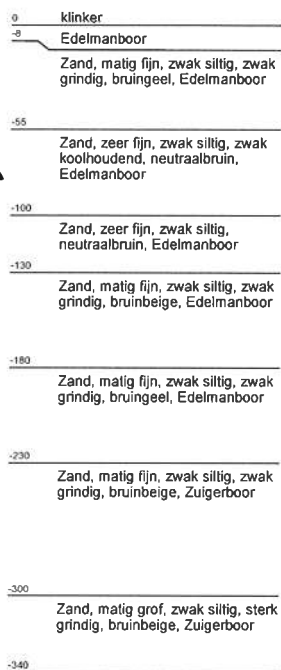 0 klinker
-8 Edelmanboor
Zand, matig fijn, zwak siltig, zwak
grindig, bruingeel, Edelmanboor
-55
Zand, zeer fijn, zwak siltig, zwak
koolhoudend, neutraalbruin,
Edelmanboor
-100
Zand, zeer fijn, zwak siltig,
neutraalbruin, Edelmanboor
-130
Zand, matig fijn, zwak siltig, zwak
grindig, bruinbeige, Edelmanboor
-180
Zand, matig fijn, zwak siltig, zwak
grindig, bruingeel, Edelmanboor
-230
Zand, matig fijn, zwak siltig, zwak
grindig, bruinbeige, Zuigerboor
-300
Zand, matig grof, zwak siltig, sterk
grindig, bruinbeige, Zuigerboor
-340